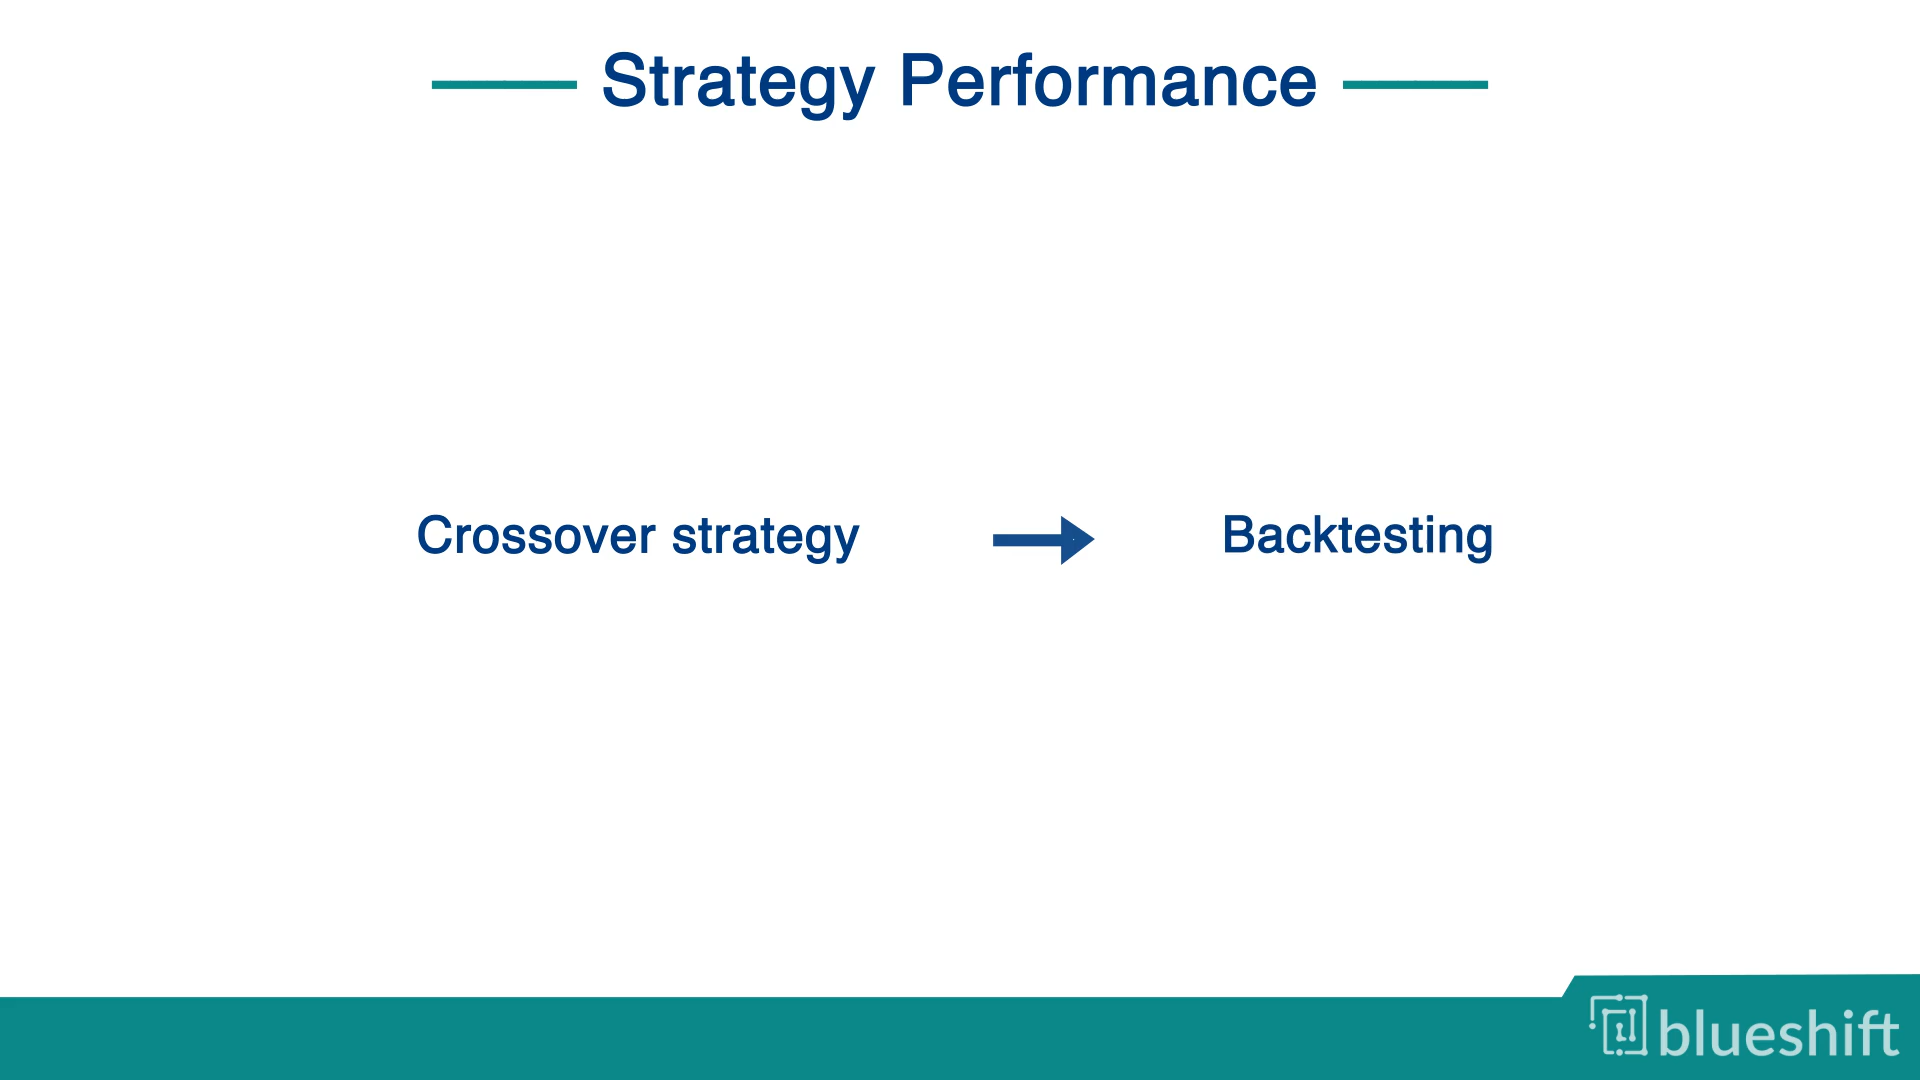 Strategy Performance
Crossover strategy
Backtesting
blueshift